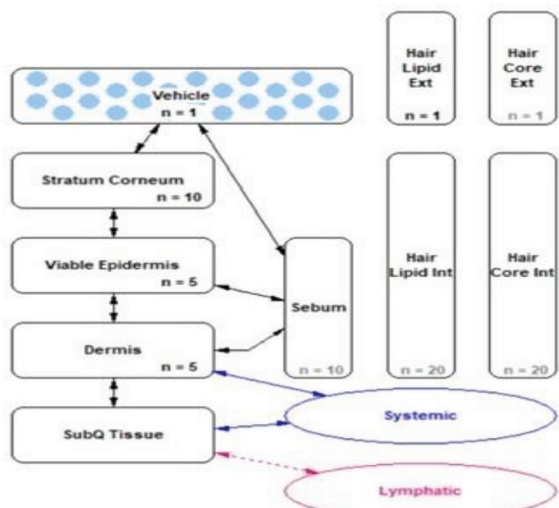 Vehicle
n = 1
Hair
Lipid
Ext
n = 1
Hair
Core
Ext
n = 1
Stratum Corneum
n = 10
Viable Epidermis
n = 5
Dermis
n = 5
SubQ Tissue
Sebum
n = 10
Hair
Lipid Int
n = 20
Hair
Core Int
n = 20
Systemic
Lymphatic